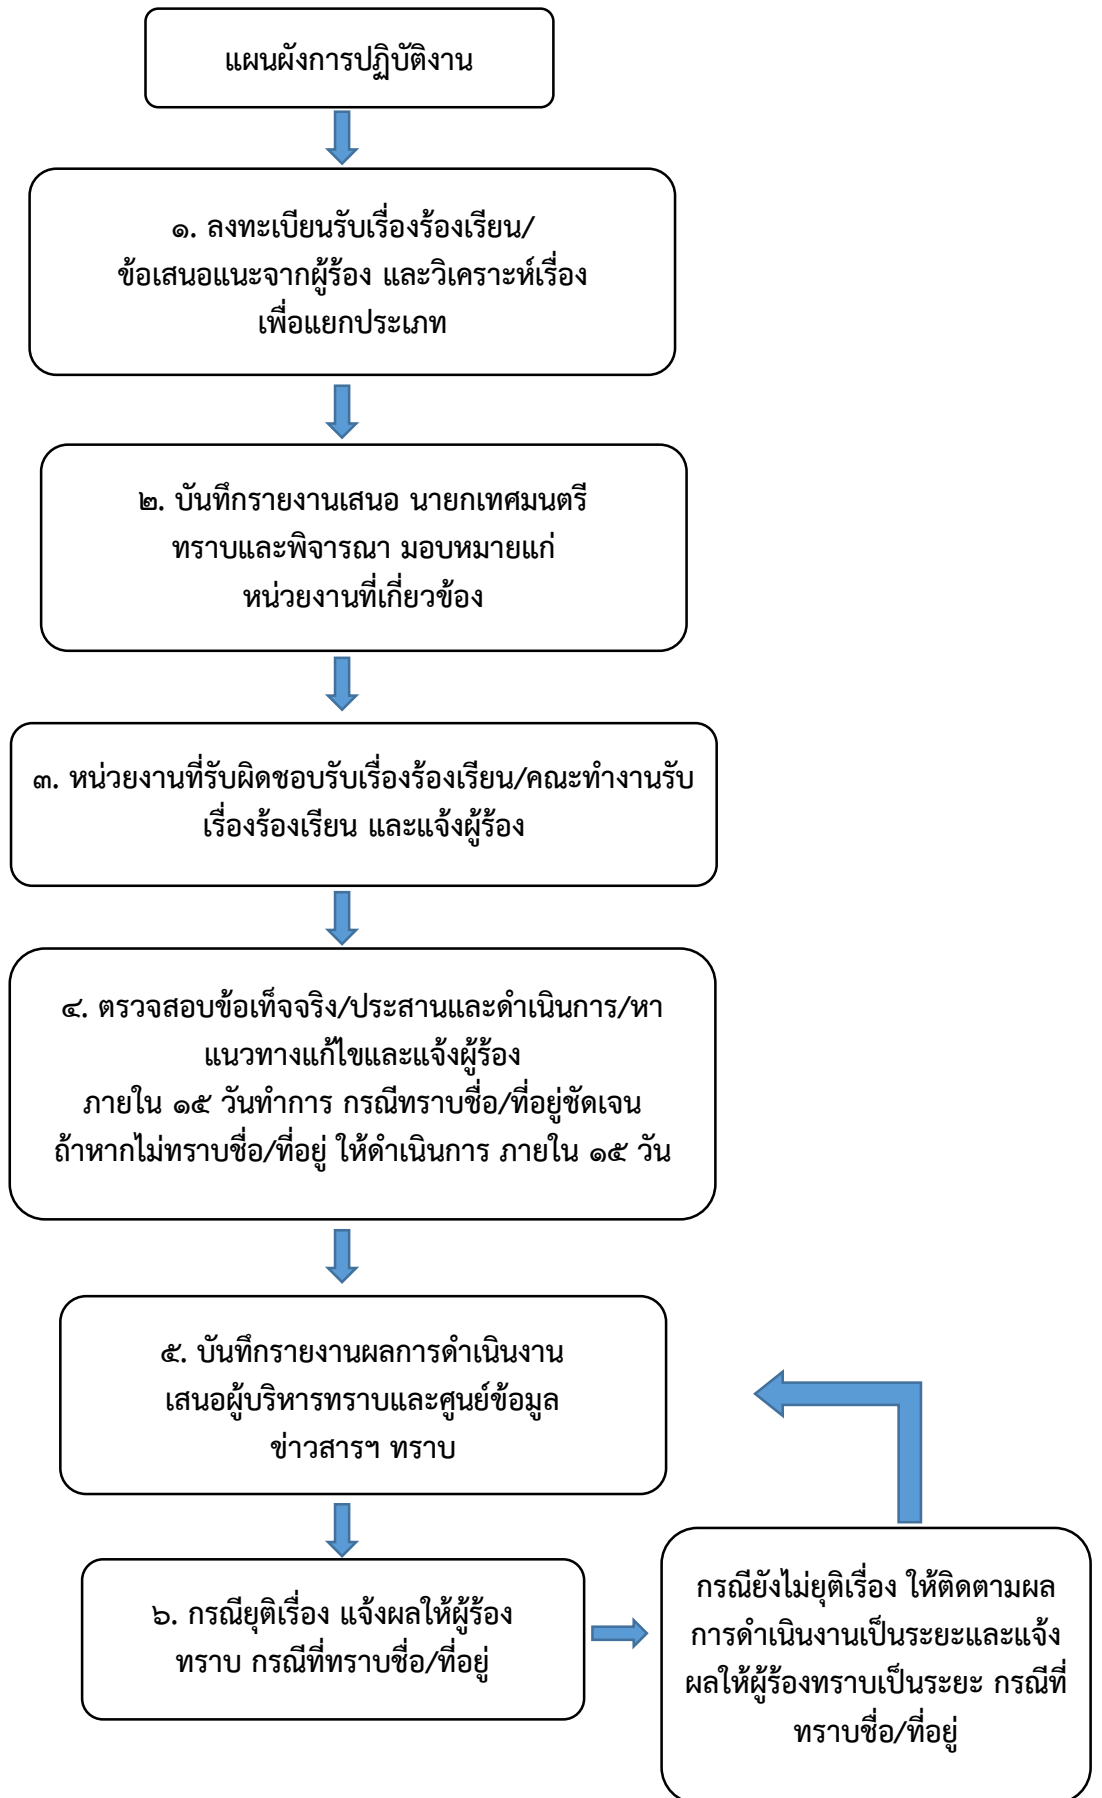 แผนผังการปฏิบัติงาน
๑. ลงทะเบียนรับเรื่องร้องเรียน/
ข้อเสนอแนะจากผู้ร้อง และวิเคราะห์เรื่อง
เพื่อแยกประเภท
๒. บันทึกรายงานเสนอ นายกเทศมนตรี
ทราบและพิจารณา มอบหมายแก่
หน่วยงานที่เกี่ยวข้อง
๓. หน่วยงานที่รับผิดชอบรับเรื่องร้องเรียน/คณะทำงานรับ
เรื่องร้องเรียน และแจ้งผู้ร้อง
๔. ตรวจสอบข้อเท็จจริง/ประสานและดำเนินการ/หา
แนวทางแก้ไขและแจ้งผู้ร้อง
ภายใน ๑๕ วันทำการ กรณีทราบชื่อ/ที่อยู่ชัดเจน
ถ้าหากไม่ทราบชื่อ/ที่อยู่ ให้ดำเนินการ ภายใน ๑๕ วัน
๕. บันทึกรายงานผลการดำเนินงาน
เสนอผู้บริหารทราบและศูนย์ข้อมูล
ข่าวสารฯ ทราบ
๖. กรณียุติเรื่อง แจ้งผลให้ผู้ร้อง
ทราบ กรณีที่ทราบชื่อ/ที่อยู่
กรณียังไม่ยุติเรื่อง ให้ติดตามผล
การดำเนินงานเป็นระยะและแจ้ง
ผลให้ผู้ร้องทราบเป็นระยะ กรณีที่
ทราบชื่อ/ที่อยู่